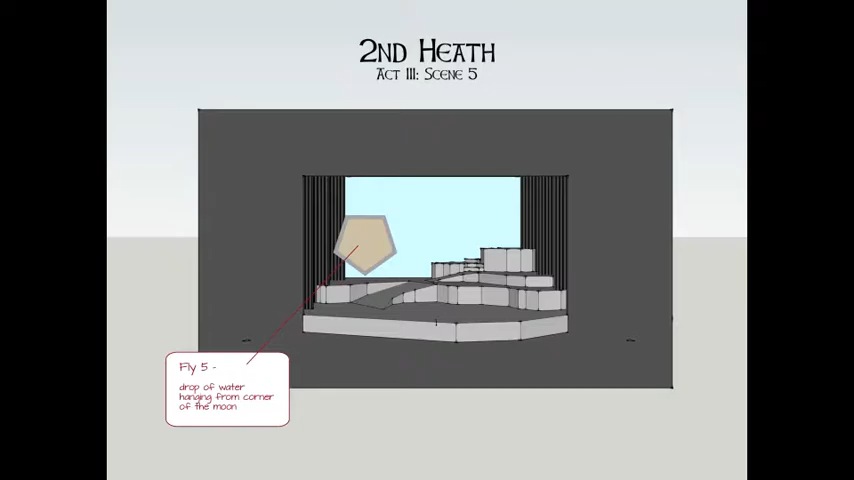 2nd Heath
Act III: Scene 5
Fly 5 -
drop of water
hanging from corner
of the moon